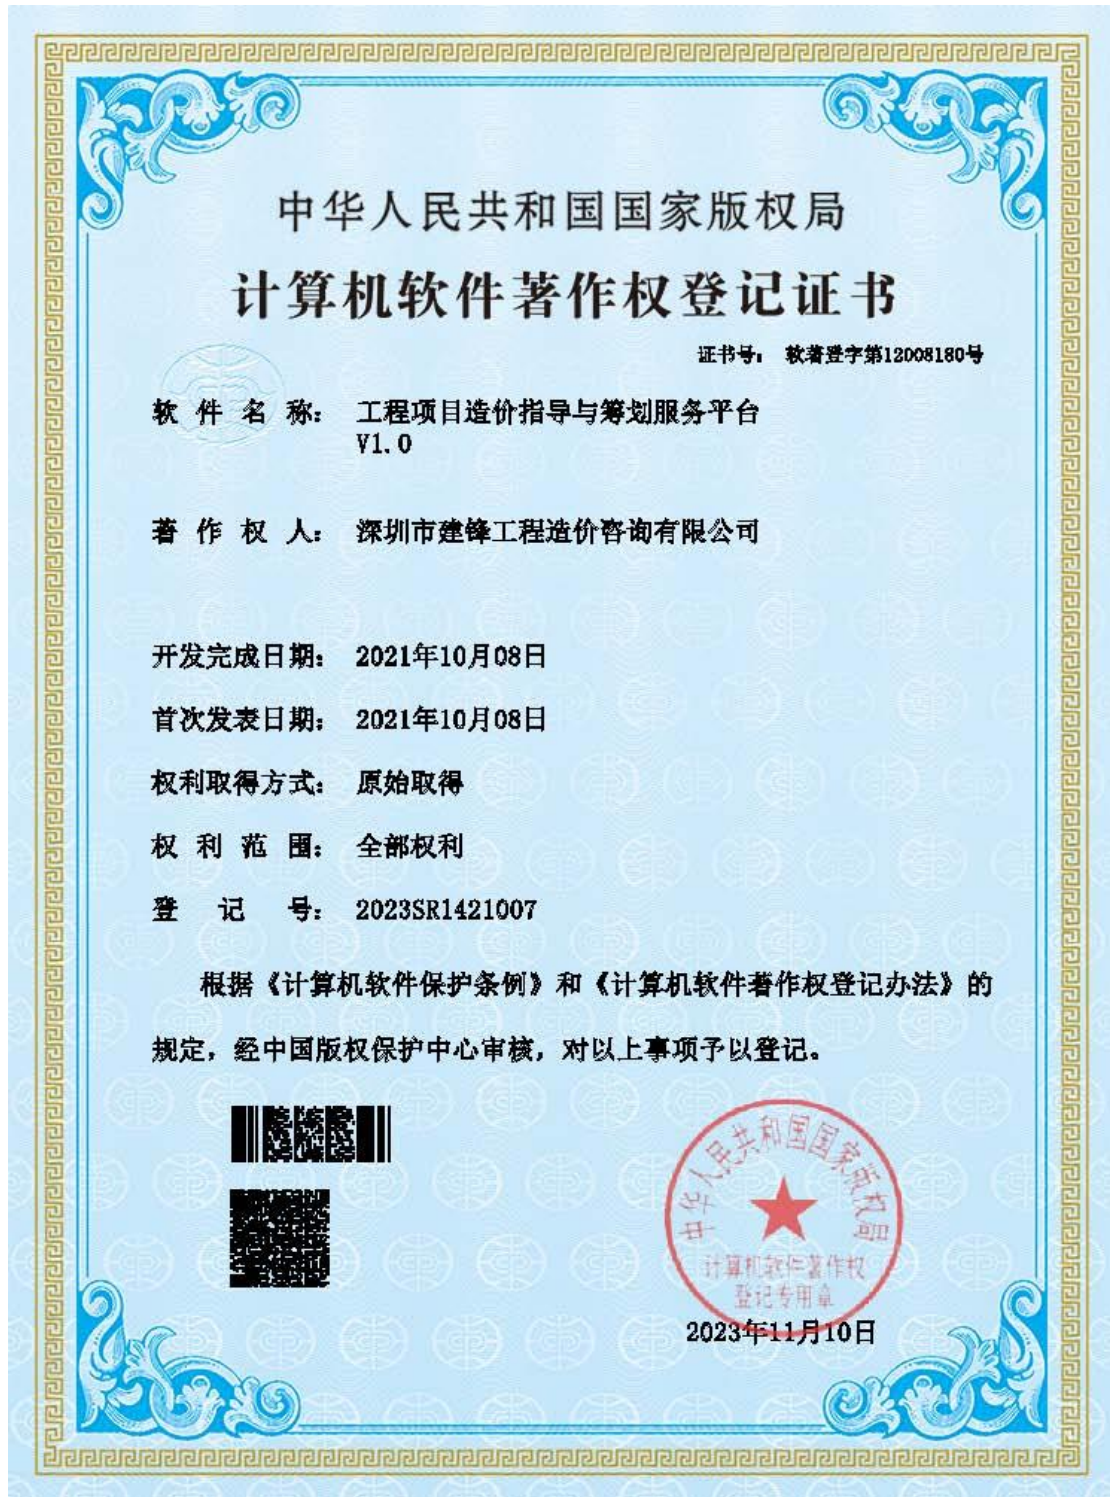 中华人民共和国国家版权局
计算机软件著作权登记证书
证书号： 软著登字第12008180号
软件名称： 工程项目造价指导与筹划服务平台
V1.0
著作权人： 深圳市建锋工程造价咨询有限公司
开发完成日期： 2021年10月08日
首次发表日期： 2021年10月08日
权利取得方式： 原始取得
权利范围： 全部权利
登记号： 2023SR1421007
根据《计算机软件保护条例》和《计算机软件著作权登记办法》的
规定，经中国版权保护中心审核，对以上事项予以登记。
中华人民共和国国家版权局
计算机软件著作权
登记专用章
2023年11月10日